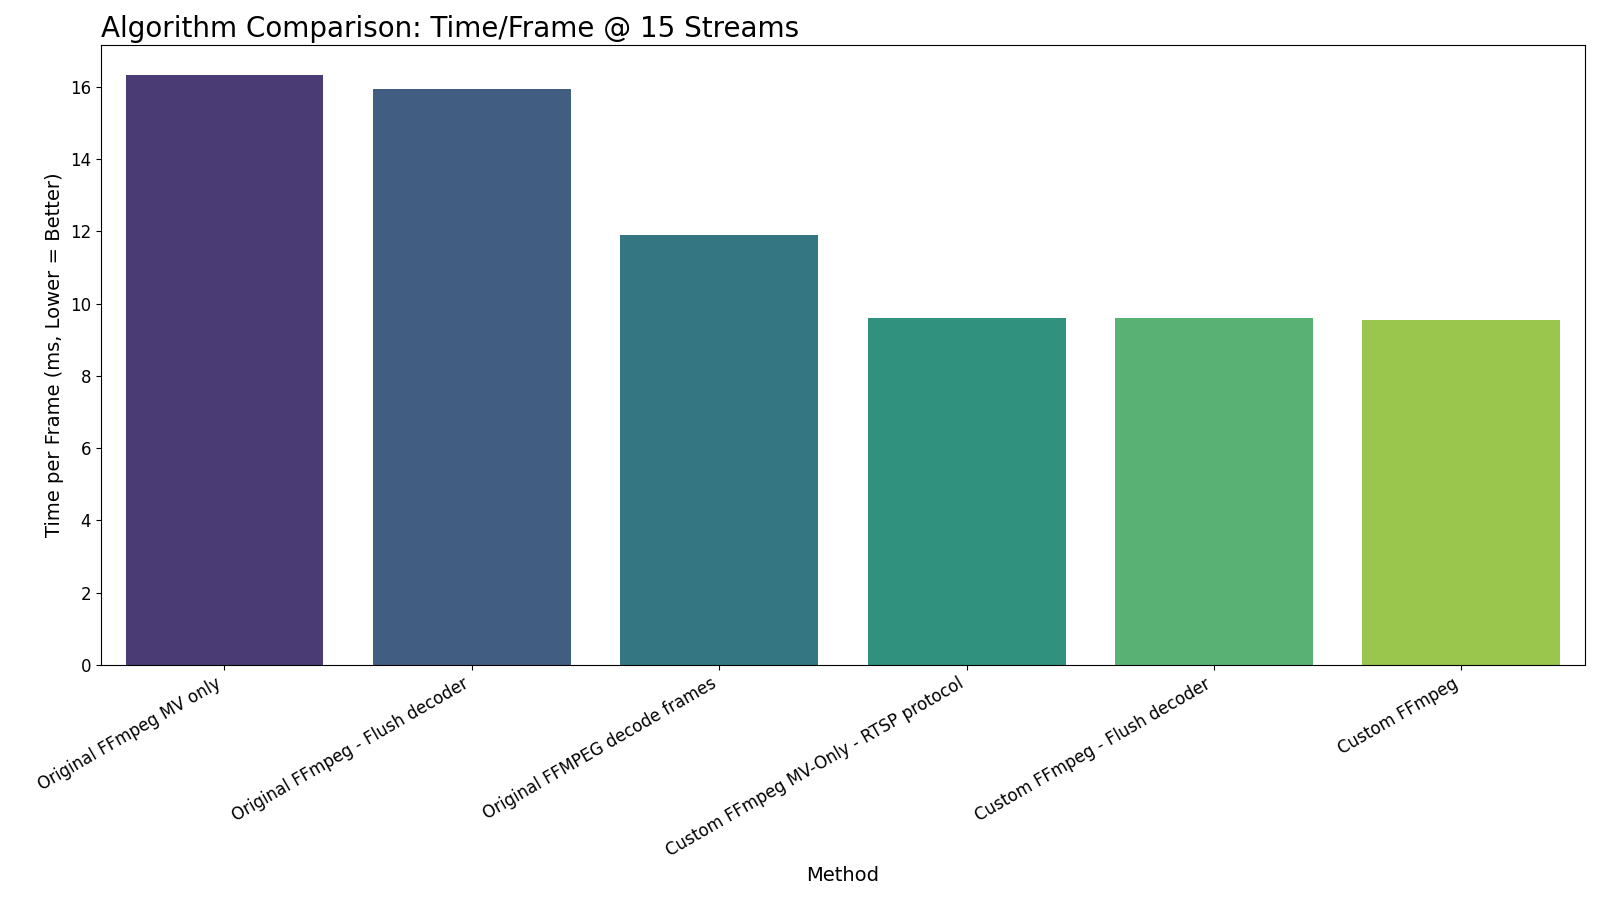 Algorithm Comparison: Time/Frame @ 15 Streams
Time per Frame (ms, Lower = Better)
16
14
12
10
8
6
4
2
0
Original FFmpeg MV only
Original FFmpeg - Flush decoder
Original FFMPEG decode frames
Custom FFmpeg MV-Only - RTSP protocol
Custom FFmpeg - Flush decoder
Custom FFmpeg
Method